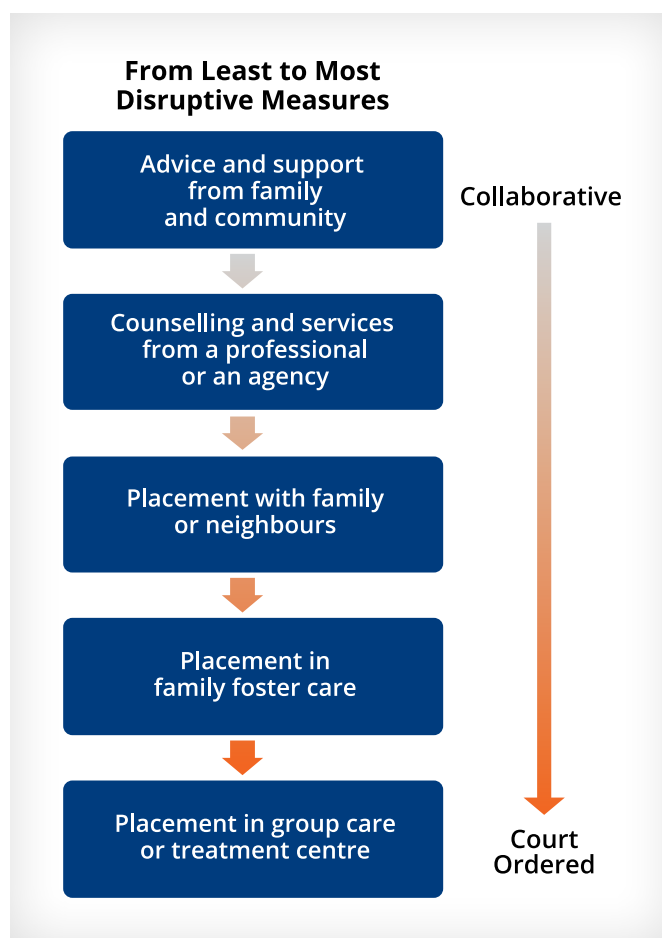 From Least to Most
Disruptive Measures
Advice and support
from family
and community
Collaborative
Counselling and services
from a professional
or an agency
Placement with family
or neighbours
Placement in
family foster care
Placement in group care
or treatment centre
Court
Ordered